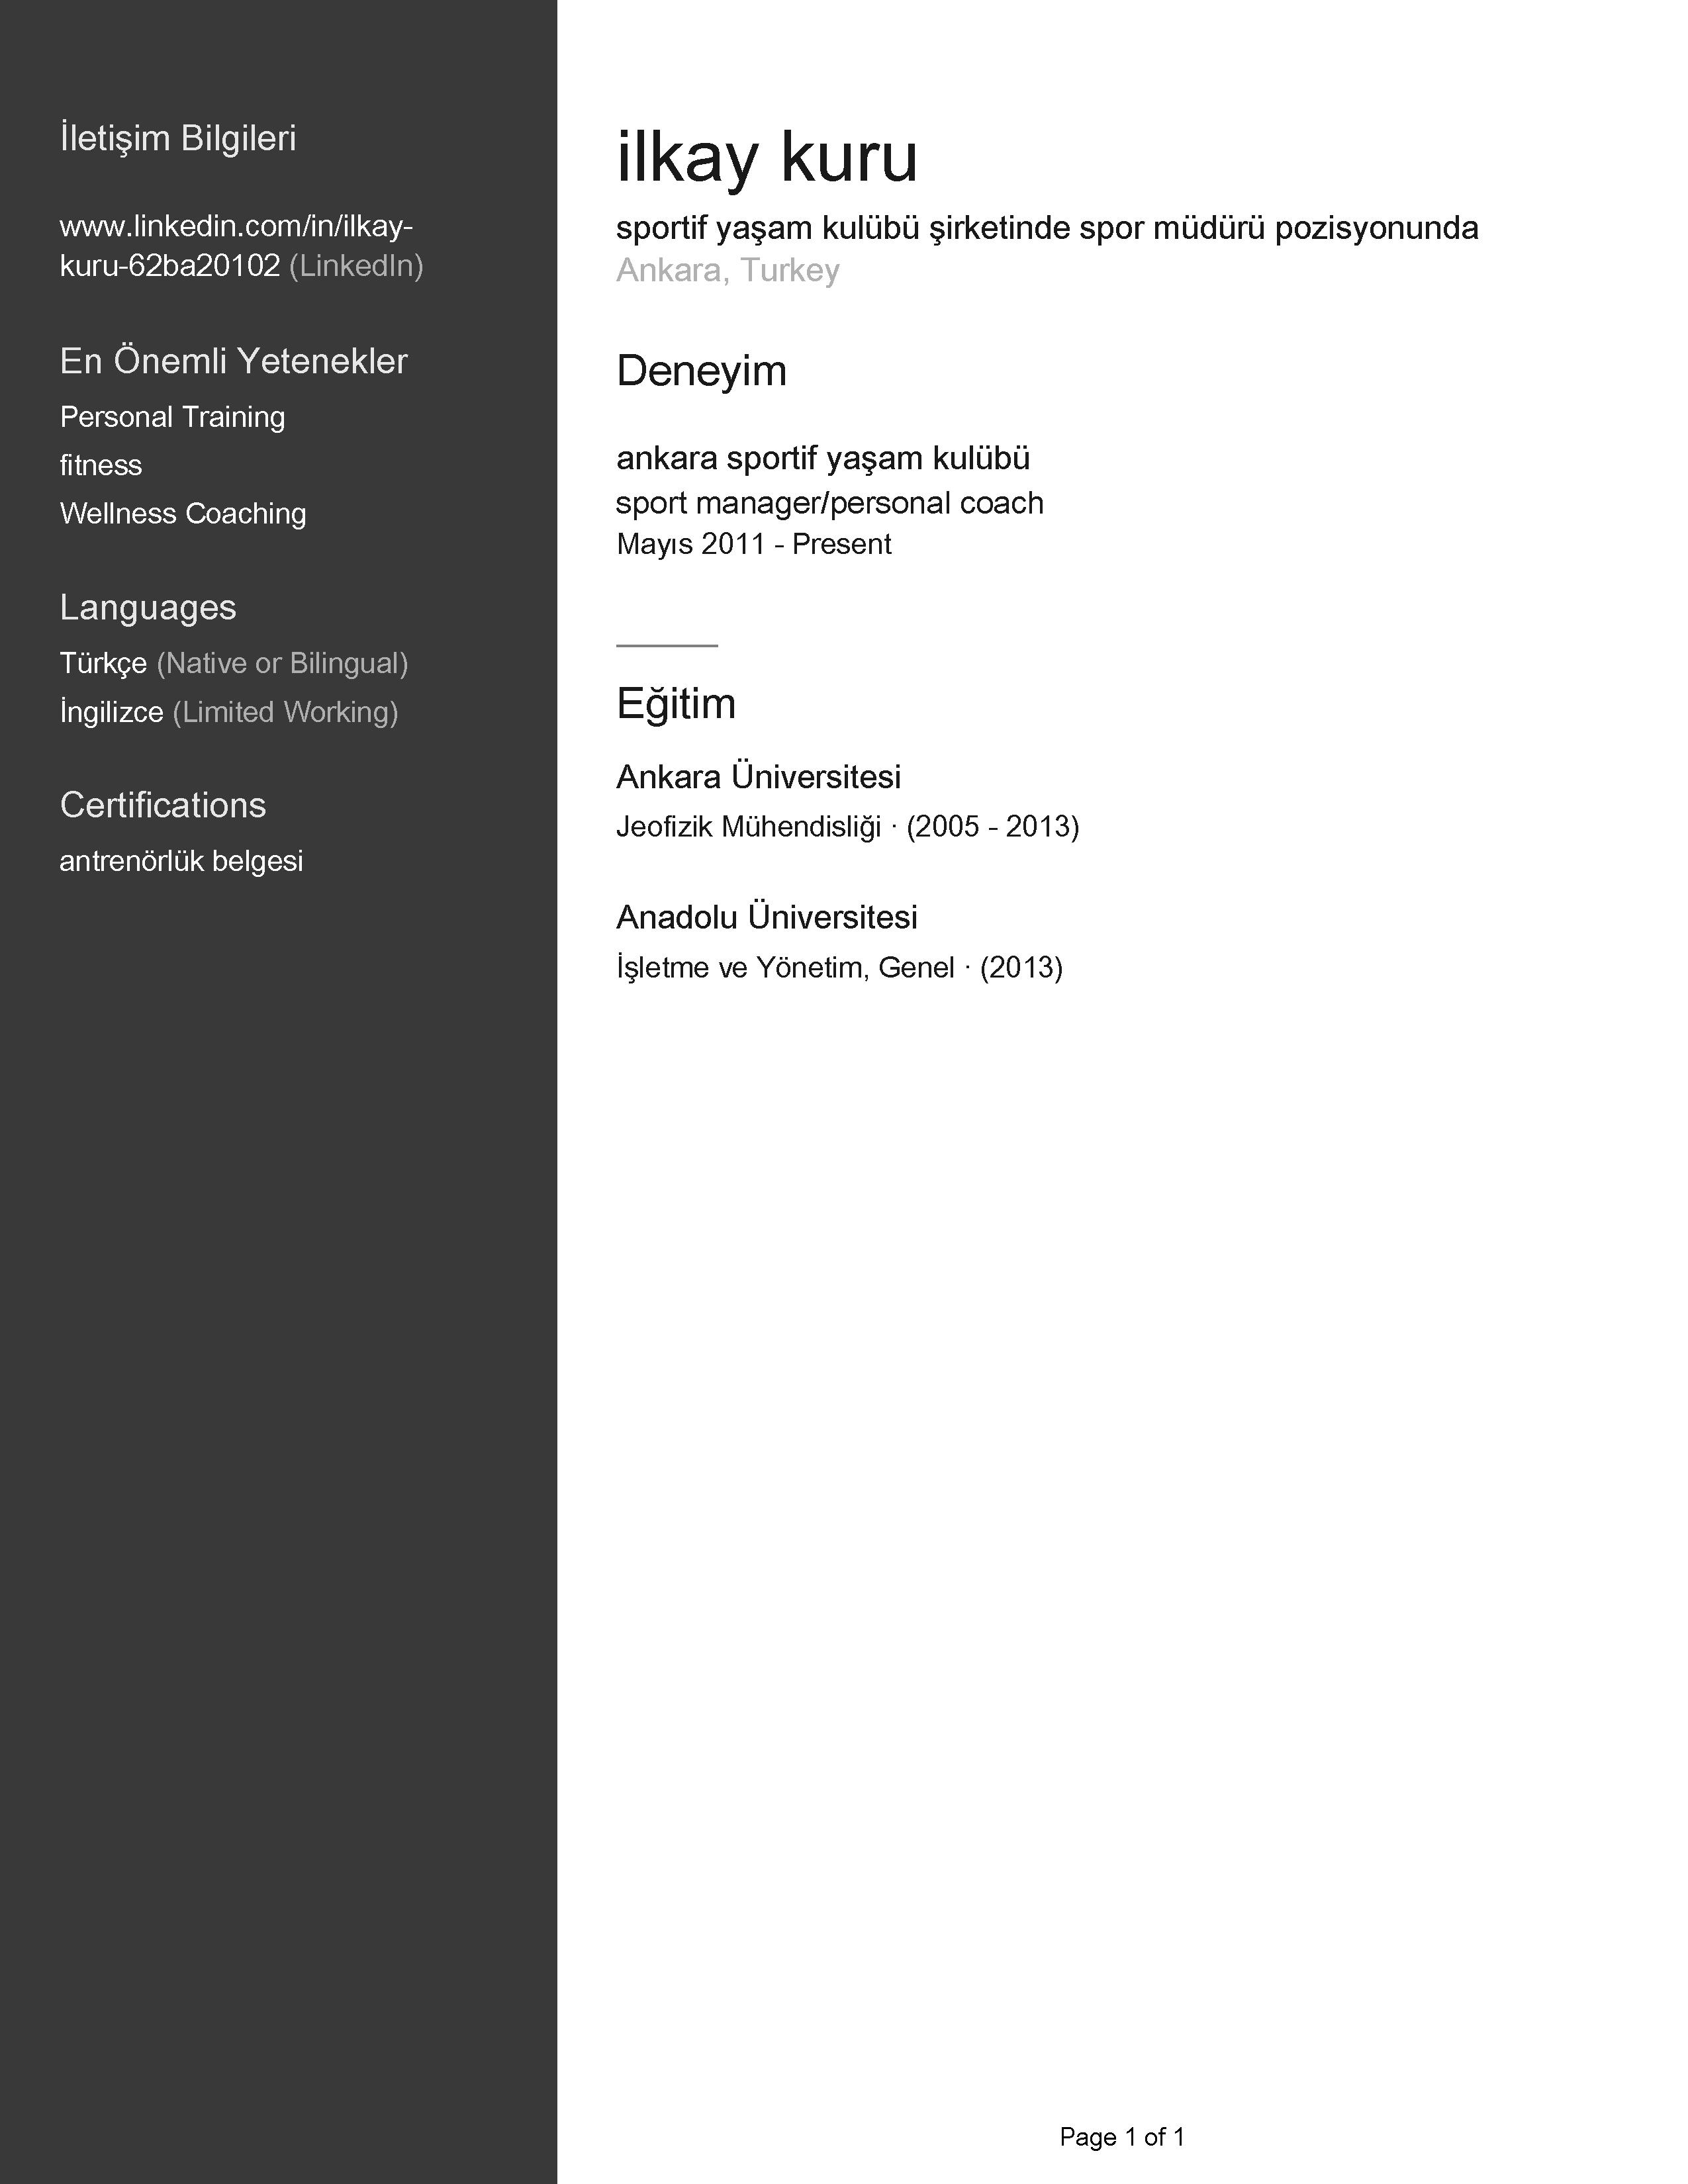 İletişim Bilgileri
www.linkedin.com/in/ilkay-
kuru-62ba20102 (LinkedIn)
En Önemli Yetenekler
Personal Training
fitness
Wellness Coaching
Languages
Türkçe (Native or Bilingual)
İngilizce (Limited Working)
Certifications
antrenörlük belgesi
ilkay kuru
sportif yaşam kulübü şirketinde spor müdürü pozisyonunda
Ankara, Turkey
Deneyim
ankara sportif yaşam kulübü
sport manager/personal coach
Mayıs 2011 - Present
Eğitim
Ankara Üniversitesi
Jeofizik Mühendisliği · (2005 - 2013)
Anadolu Üniversitesi
İşletme ve Yönetim, Genel · (2013)
Page 1 of 1